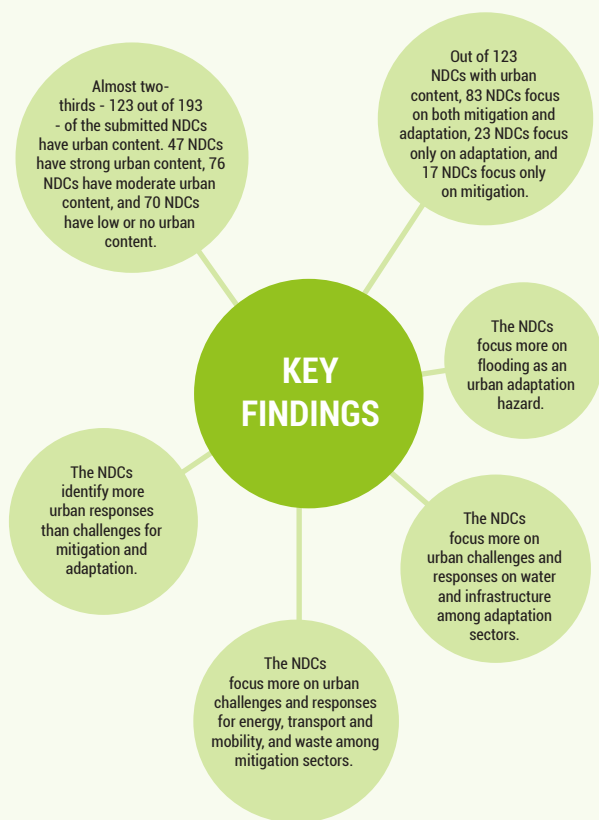 Almost two-
thirds - 123 out of 193
- of the submitted NDCs
have urban content. 47 NDCs
have strong urban content, 76
NDCs have moderate urban
content, and 70 NDCs
have low or no urban
content.
Out of 123
NDCs with urban
content, 83 NDCs focus
on both mitigation and
adaptation, 23 NDCs focus
only on adaptation, and
17 NDCs focus only
on mitigation.
KEY
FINDINGS
The NDCs
focus more on
flooding as an
urban adaptation
hazard.
The NDCs
identify more
urban responses
than challenges for
mitigation and
adaptation.
The NDCs
focus more on
urban challenges and
responses on water
and infrastructure
among adaptation
sectors.
The NDCs
focus more on urban
challenges and responses
for energy, transport and
mobility, and waste among
mitigation sectors.